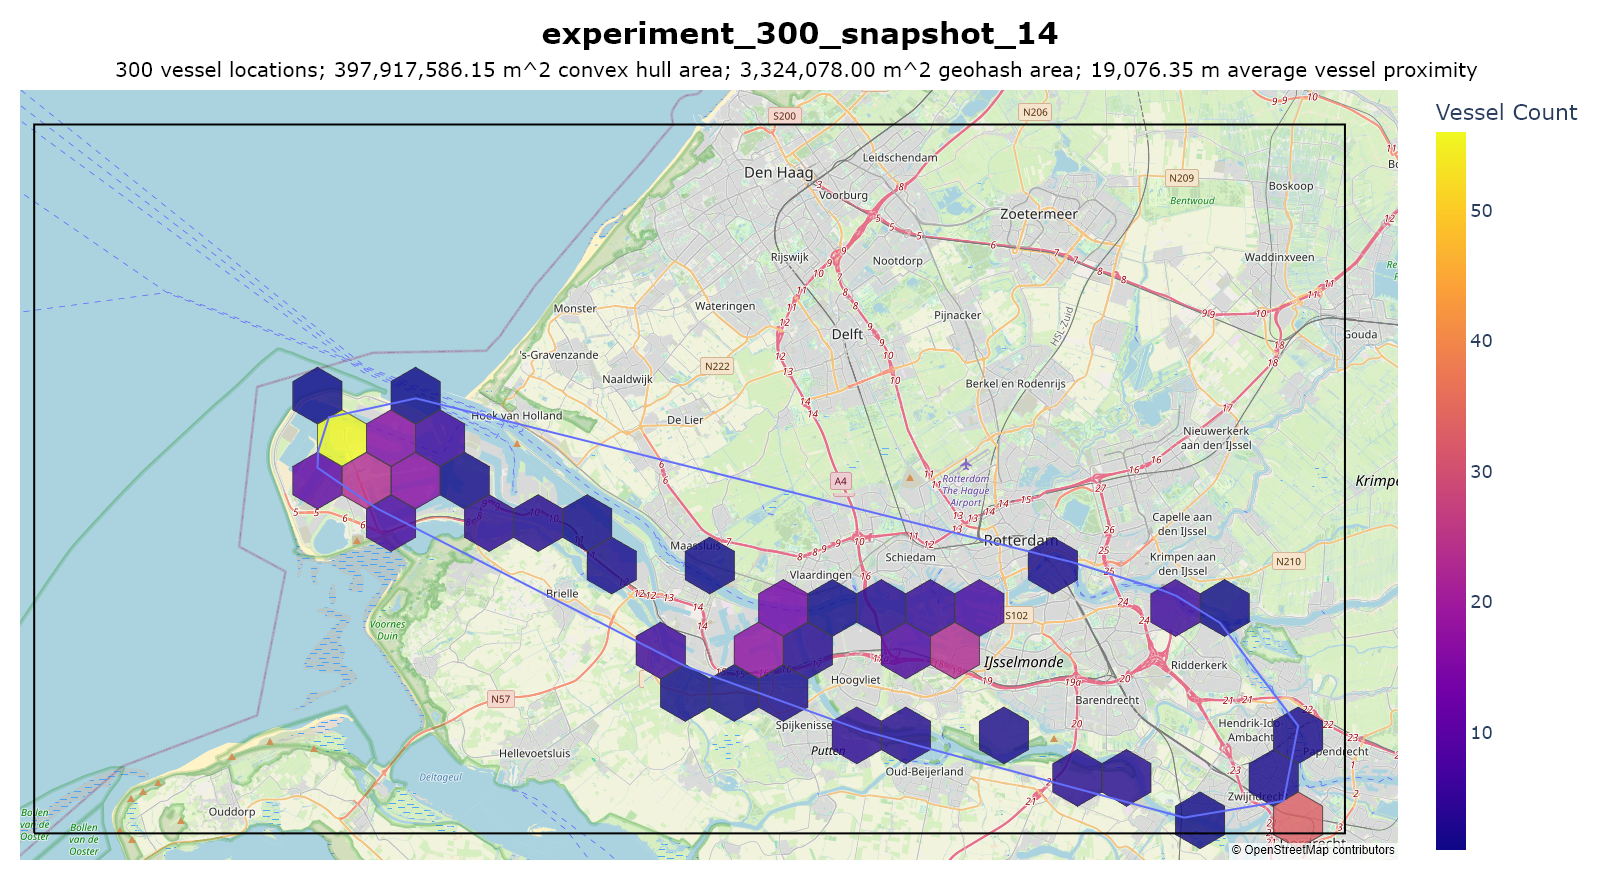 experiment_300_snapshot_14
300 vessel locations; 397,917,586.15 m^2 convex hull area; 3,324,078.00 m^2 geohash area; 19,076.35 m average vessel proximity
Vessel Count
50
40
30
20
10
S200
N206
Den Haag
Leidschendam
Voorburg
N209
Bentwoud
Boskoop
Zoetermeer
Rijswijk
Nootdorp
Waddinxveen
Monster
Wateringen
Pijnacker
HSL-Zuid
Delft
Gouda
's-Gravenzande
N222
Naaldwijk
Berkel en Rodenrijs
Hoek van Holland
De Lier
Nieuwerkerk
aan den IJssel
A4
Rotterdam
The Hague
Airport
Krimpe
Capelle aan
den IJssel
Rotterdam
Maassluis
Schiedam
Krimpen aan
den IJssel
N210
Vlaardingen
Brielle
S102
Voornes
Duin
IJsselmonde
Ridderkerk
Hoogvliet
N57
Barendrecht
Spijkenisse
Hendrik-Ido-
Ambacht
Papendrecht
Putten
Hellevoetsluis
Oud-Beijerland
Deltageul
Zwijndrecht
Ouddorp
Bollen
van de
Ooster
Bollen
van de
Ooster
© OpenStreetMap contributors